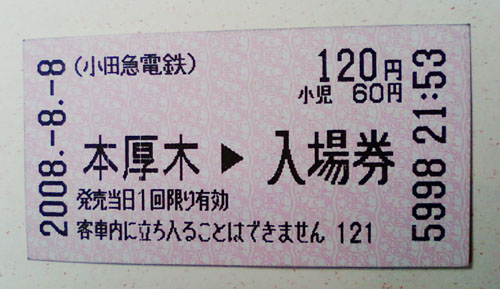 2008.-8.-8
(小田急電鉄)
120円
小児 60円
本厚木 ▶ 入場券
発売当日1回限り有効
客車内に立ち入ることはできません 121
5998 21:53